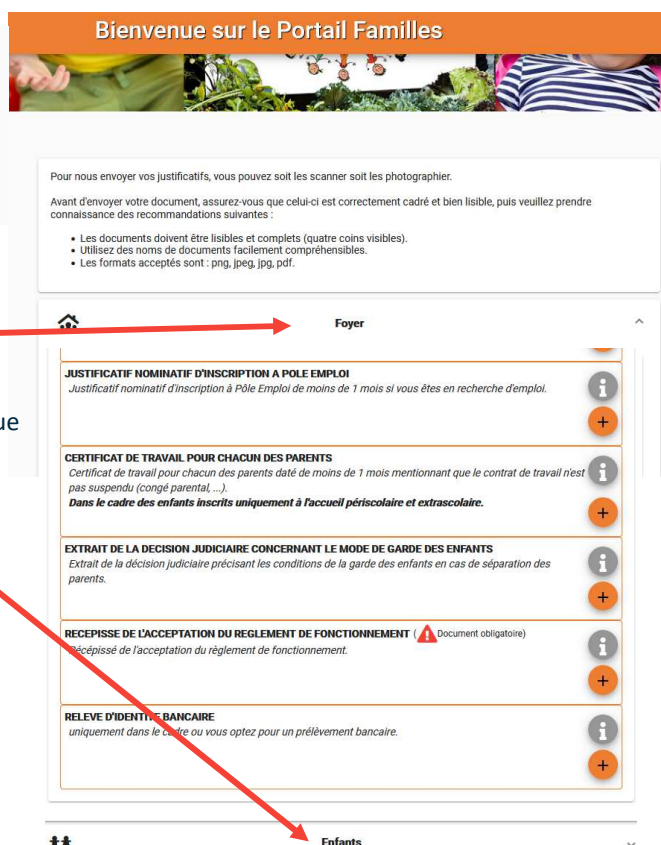 Bienvenue sur le Portail Familles
Pour nous envoyer vos justificatifs, vous pouvez soit les scanner soit les photographier.
Avant d'envoyer votre document, assurez-vous que celui-ci est correctement cadré et bien lisible, puis veuillez prendre
connaissance des recommandations suivantes :
• Les documents doivent être lisibles et complets (quatre coins visibles).
• Utilisez des noms de documents facilement compréhensibles.
• Les formats acceptés sont : png, jpeg, jpg, pdf.
Foyer
JUSTIFICATIF NOMINATIF D'INSCRIPTION A POLE EMPLOI
Justificatif nominatif d'inscription à Pôle Emploi de moins de 1 mois si vous êtes en recherche d'emploi.
ue
CERTIFICAT DE TRAVAIL POUR CHACUN DES PARENTS
Certificat de travail pour chacun des parents daté de moins de 1 mois mentionnant que le contrat de travail n'est
pas suspendu (congé parental, ...).
Dans le cadre des enfants inscrits uniquement à l'accueil périscolaire et extrascolaire.
EXTRAIT DE LA DECISION JUDICIAIRE CONCERNANT LE MODE DE GARDE DES ENFANTS
Extrait de la décision judiciaire précisant les conditions de la garde des enfants en cas de séparation des
parents.
RECEPISSE DE L'ACCEPTATION DU REGLEMENT DE FONCTIONNEMENT ( Document obligatoire)
Récépissé de l'acceptation du règlement de fonctionnement.
RELEVE D'IDENTITE BANCAIRE
uniquement dans le cadre ou vous optez pour un prélèvement bancaire.
Enfants